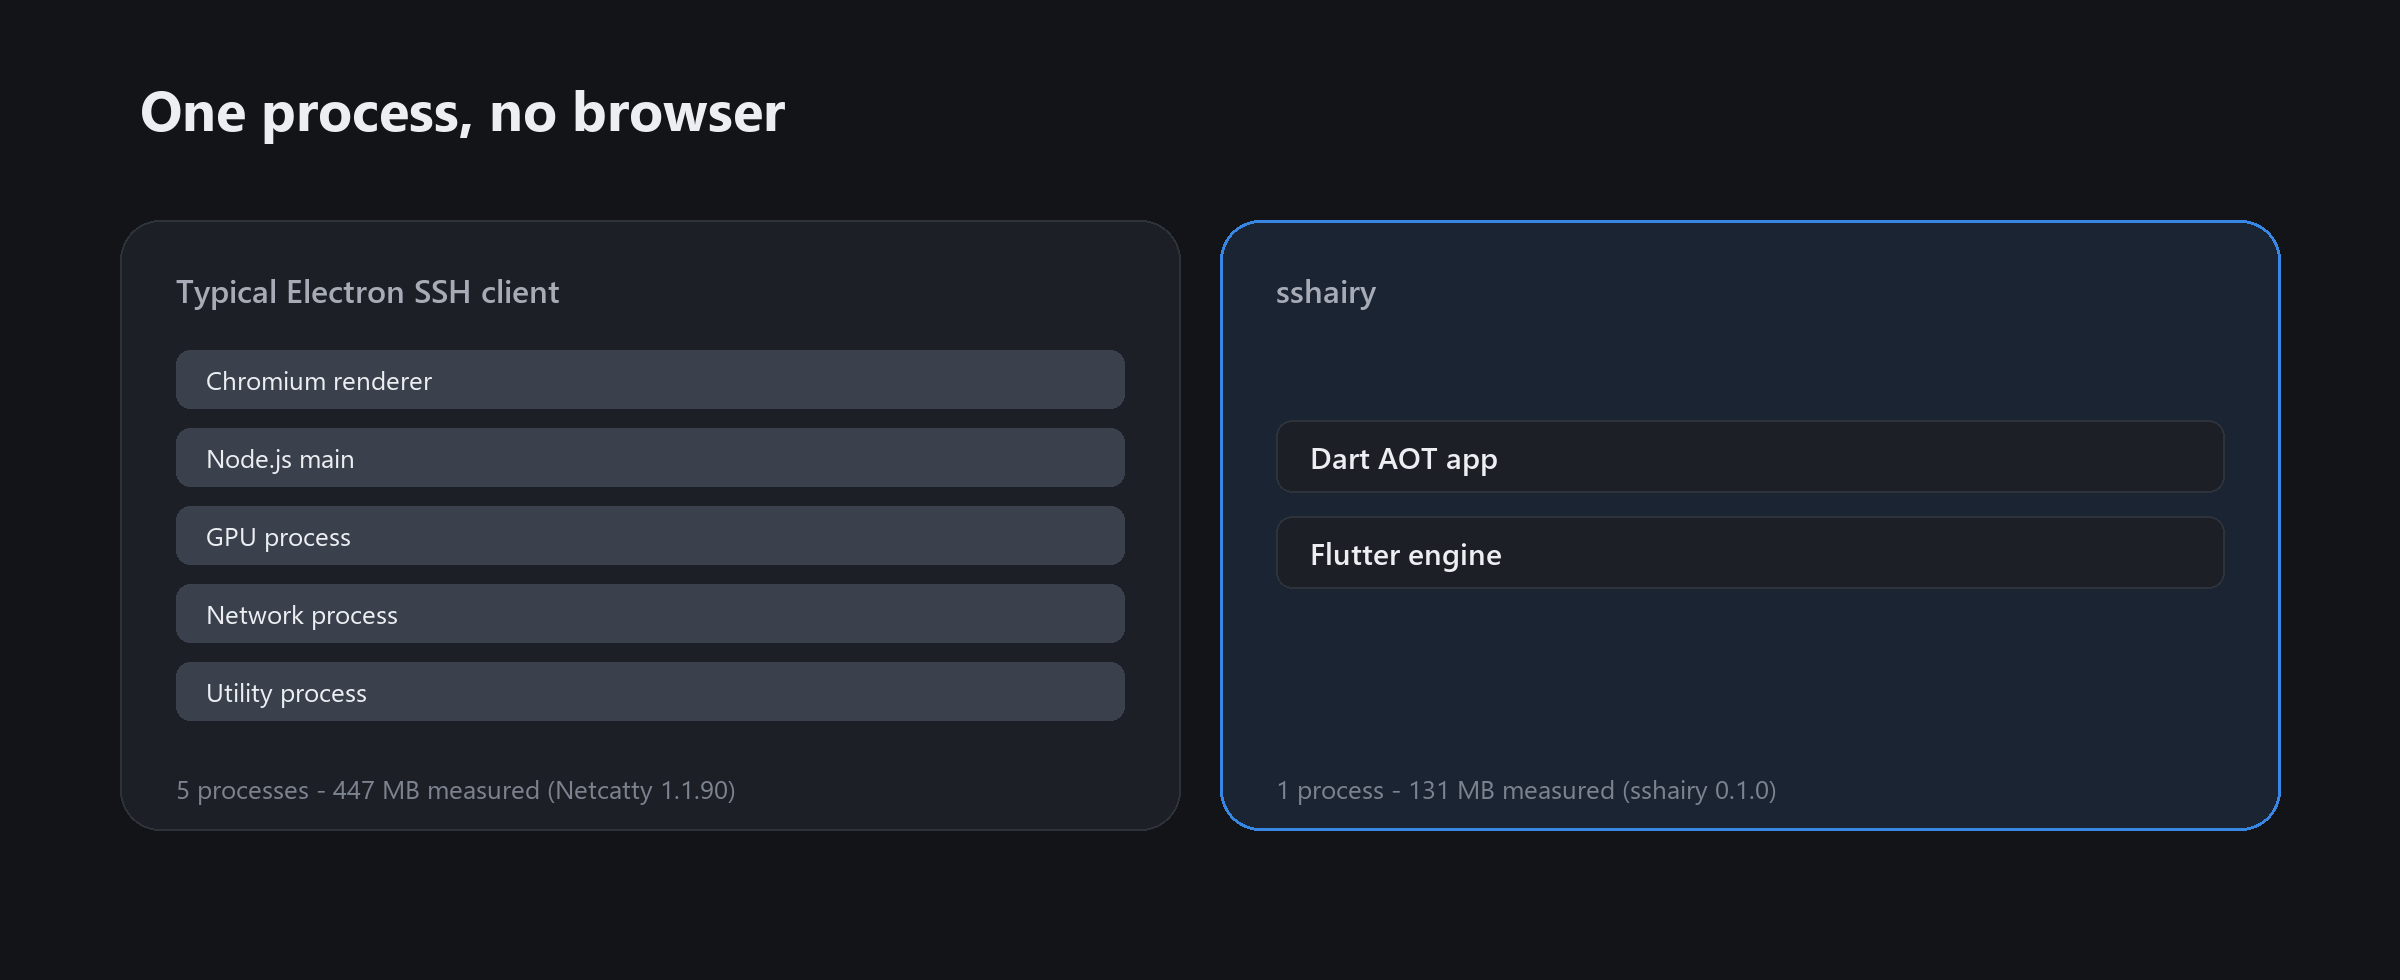 One process, no browser
Typical Electron SSH client
Chromium renderer
Node.js main
GPU process
Network process
Utility process
5 processes - 447 MB measured (Netcatty 1.1.90)
sshairy
Dart AOT app
Flutter engine
1 process - 131 MB measured (sshairy 0.1.0)